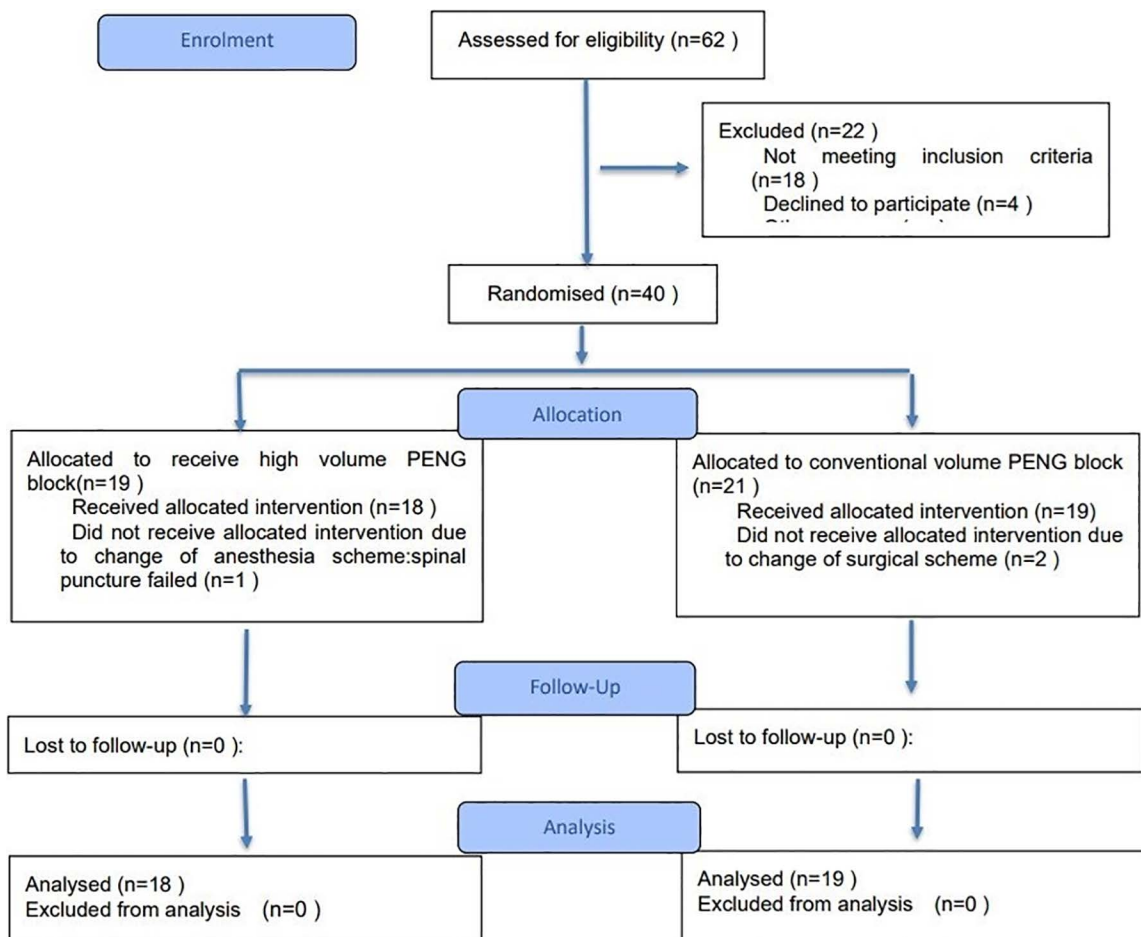 Enrolment
Assessed for eligibility (n=62 )
Excluded (n=22 )
Not meeting inclusion criteria
(n=18 )
Declined to participate (n=4 )
Randomised (n=40 )
Allocation
Allocated to receive high volume PENG
block(n=19 )
Received allocated intervention (n=18 )
Did not receive allocated intervention due
to change of anesthesia scheme:spinal
puncture failed (n=1 )
Allocated to conventional volume PENG block
(n=21 )
Received allocated intervention (n=19)
Did not receive allocated intervention due
to change of surgical scheme (n=2 )
Follow-Up
Lost to follow-up (n=0 ):
Lost to follow-up (n=0 ):
Analysis
Analysed (n=18 )
Excluded from analysis (n=0 )
Analysed (n=19 )
Excluded from analysis (n=0 )